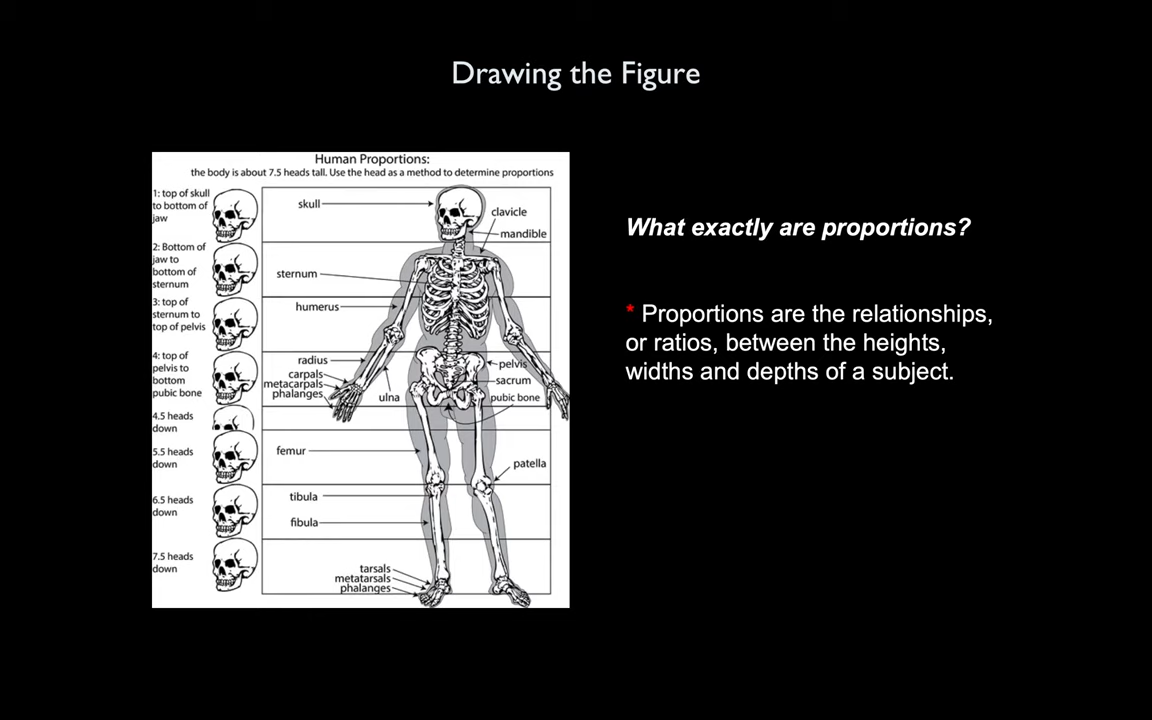 Drawing the Figure
Human Proportions:
the body is about 7.5 heads tall. Use the head as a method to determine proportions
1: top of skull
to bottom of
jaw
2: Bottom of
jaw to
bottom of
sternum
3: top of
sternum to
top of pelvis
4: top of
pelvis to
bottom
pubic bone
4.5 heads
down
5.5 heads
down
6.5 heads
down
7.5 heads
down
skull
clavicle
mandible
sternum
humerus
radius
carpals
metacarpals
phalanges
ulna
pelvis
sacrum
pubic bone
femur
patella
tibula
fibula
tarsals
metatarsals
phalanges
What exactly are proportions?
* Proportions are the relationships,
or ratios, between the heights,
widths and depths of a subject.